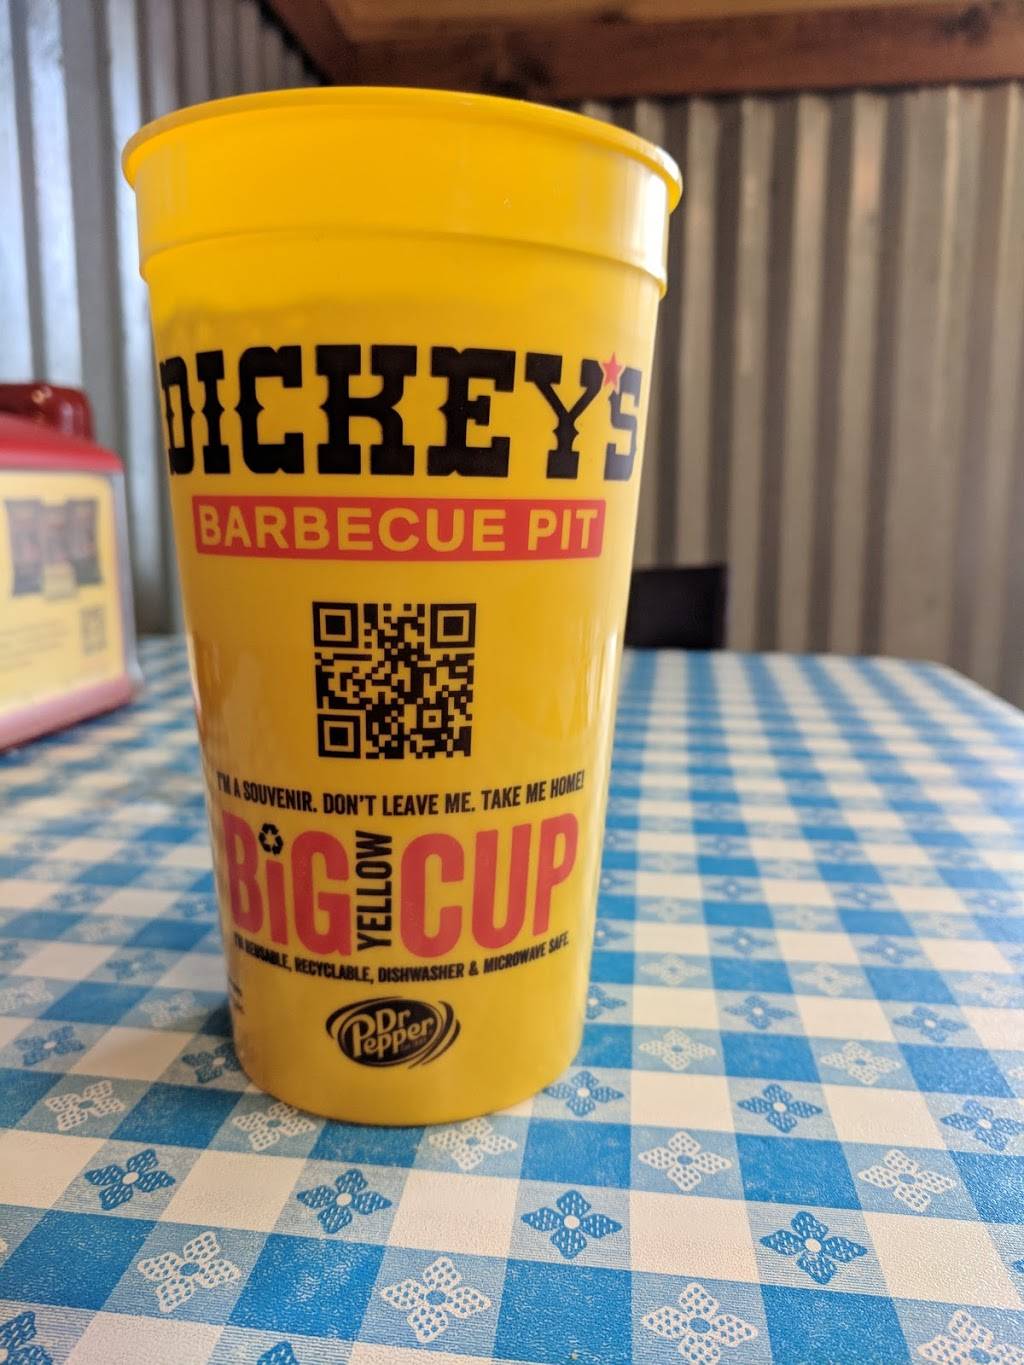 DICKEY'S
BARBECUE PIT
I'M A SOUVENIR. DON'T LEAVE ME. TAKE ME HOME!
BiG YELLOW CUP
I'M REUSABLE, RECYCLABLE, DISHWASHER & MICROWAVE SAFE.
Dr
Pepper